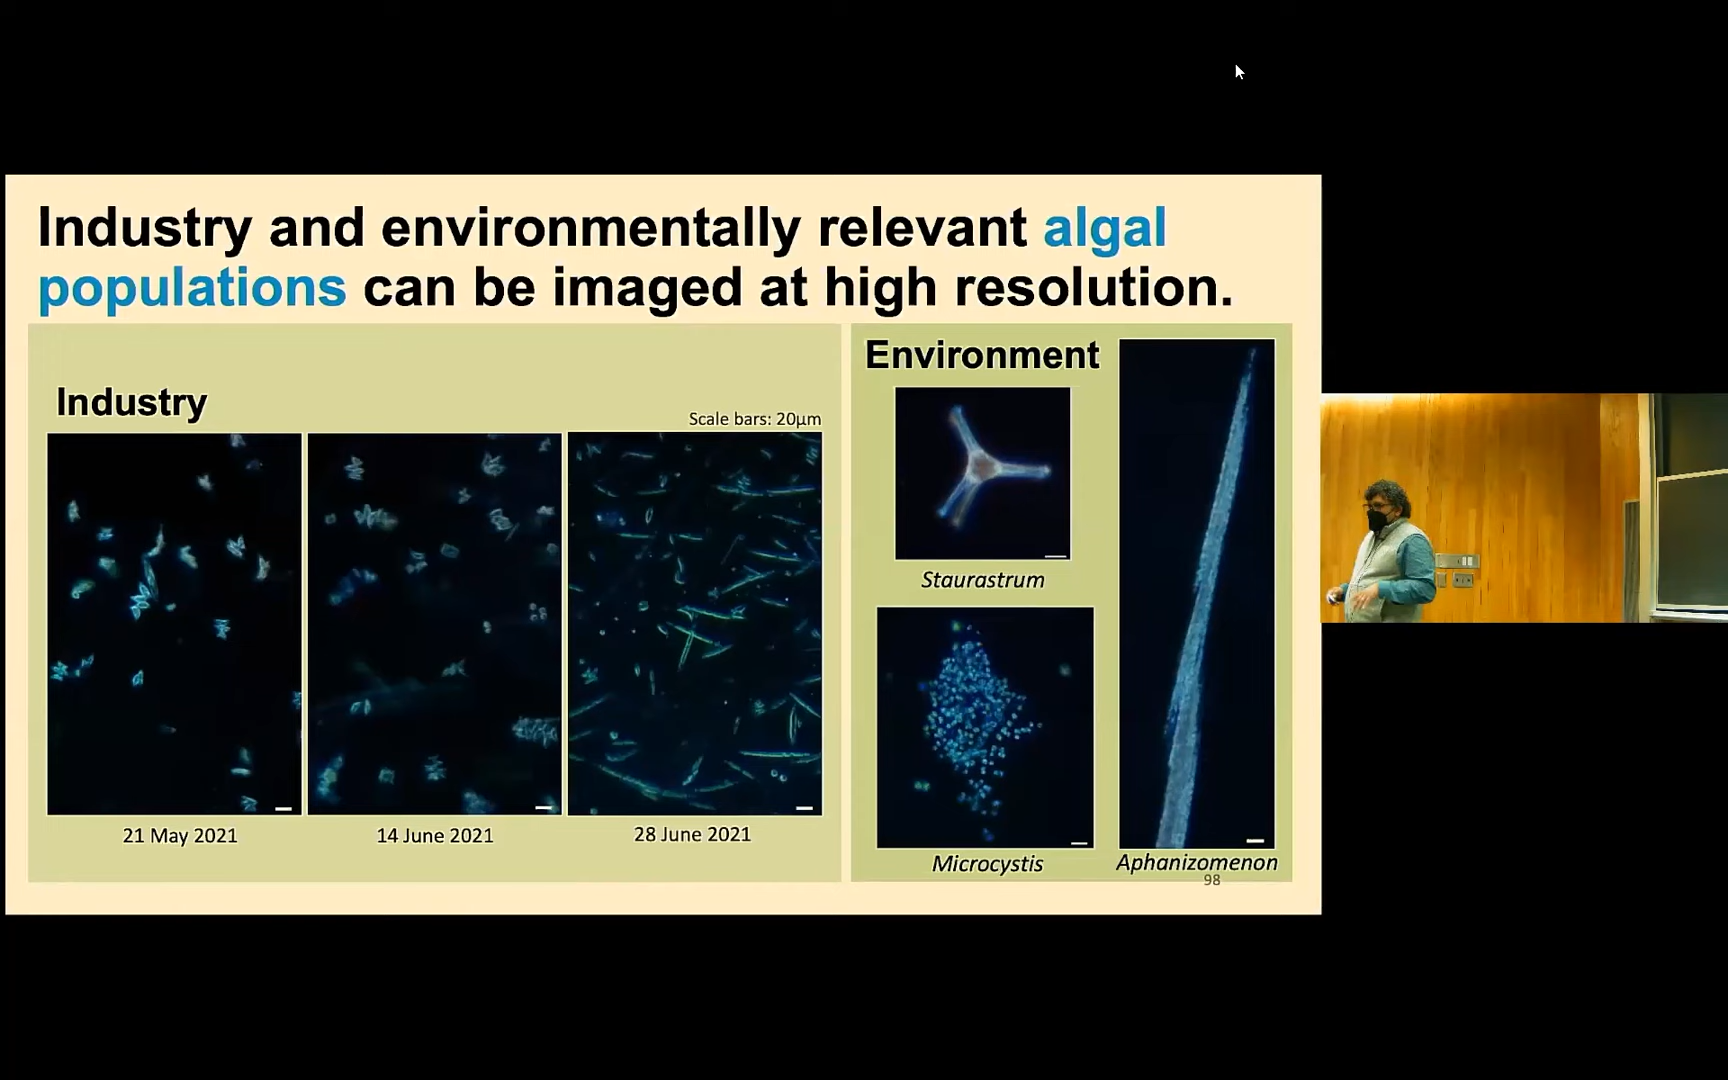 Industry and environmentally relevant algal
populations can be imaged at high resolution.
Industry
Scale bars: 20µm
21 May 2021
14 June 2021
28 June 2021
Environment
Staurastrum
Microcystis
Aphanizomenon
98